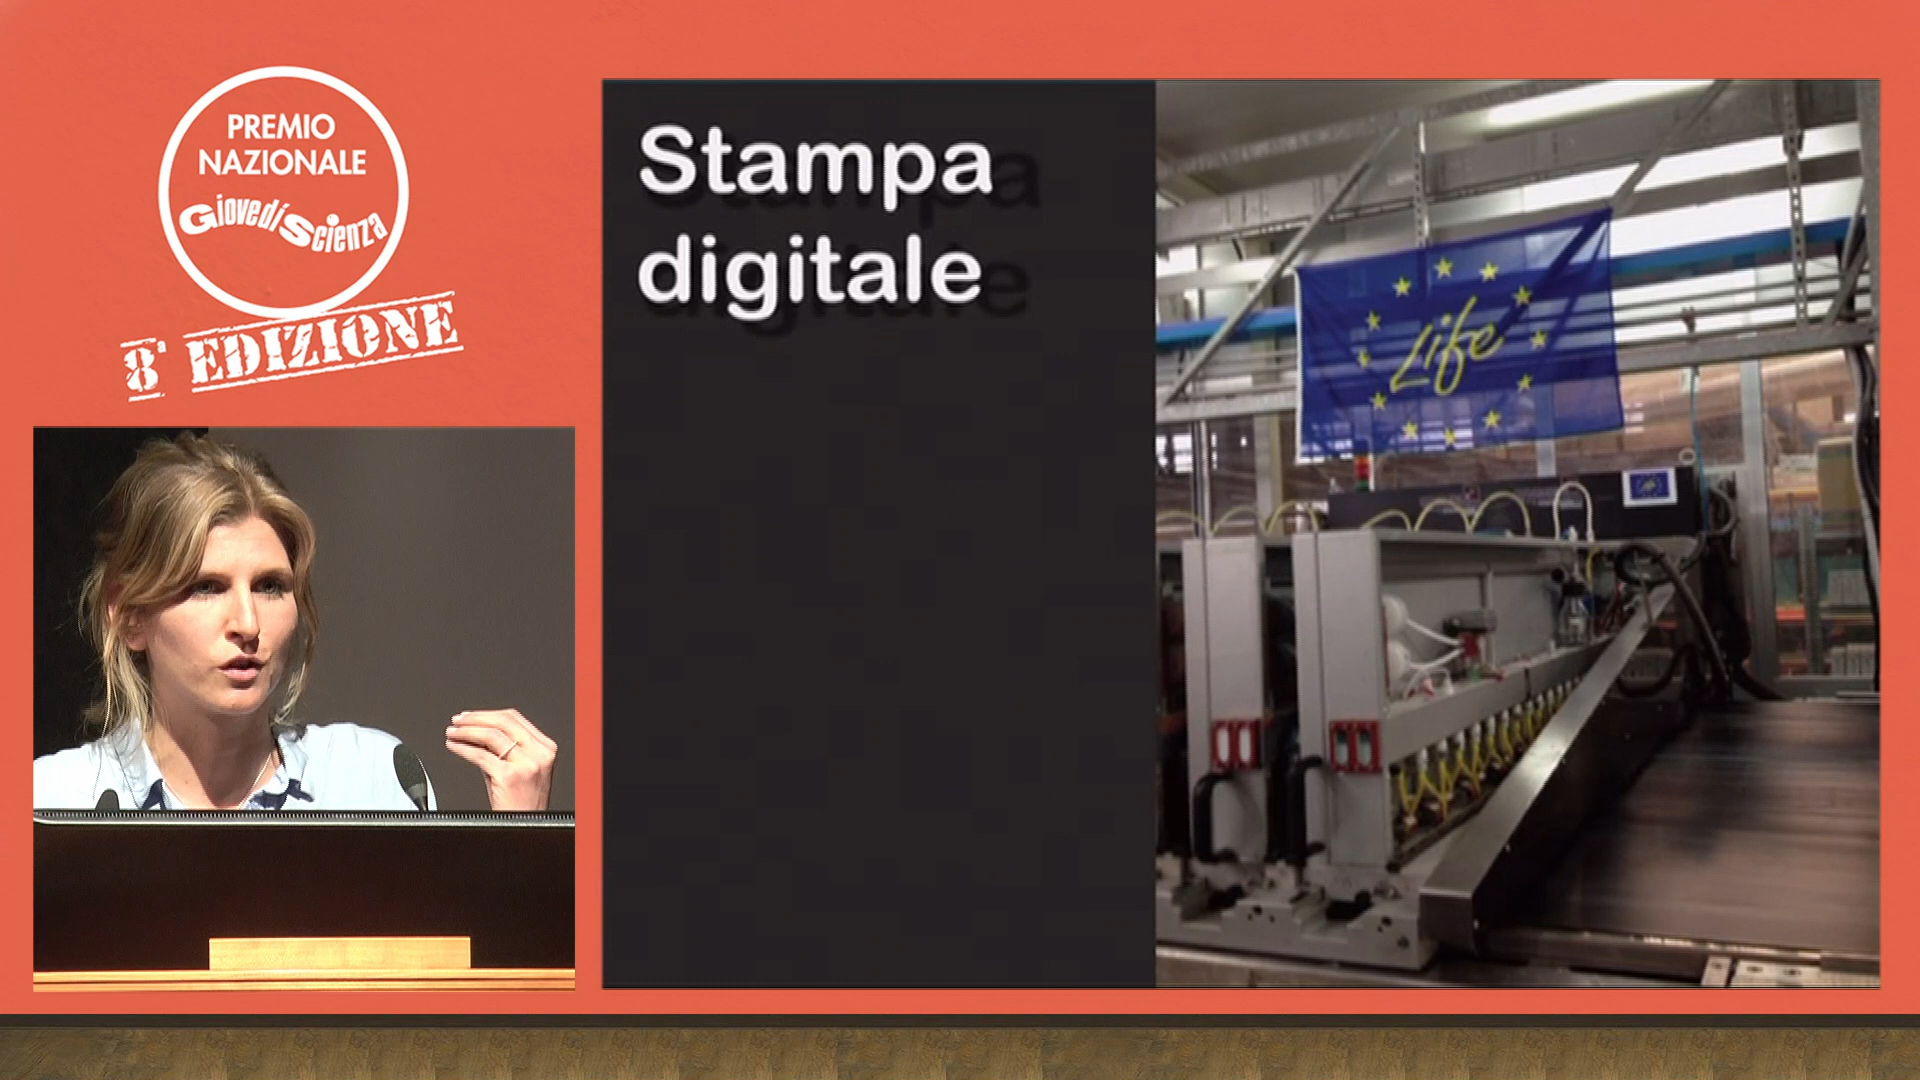 PREMIO
NAZIONALE
GiovedìScienza
8ª EDIZIONE
Stampa
digitale
Life